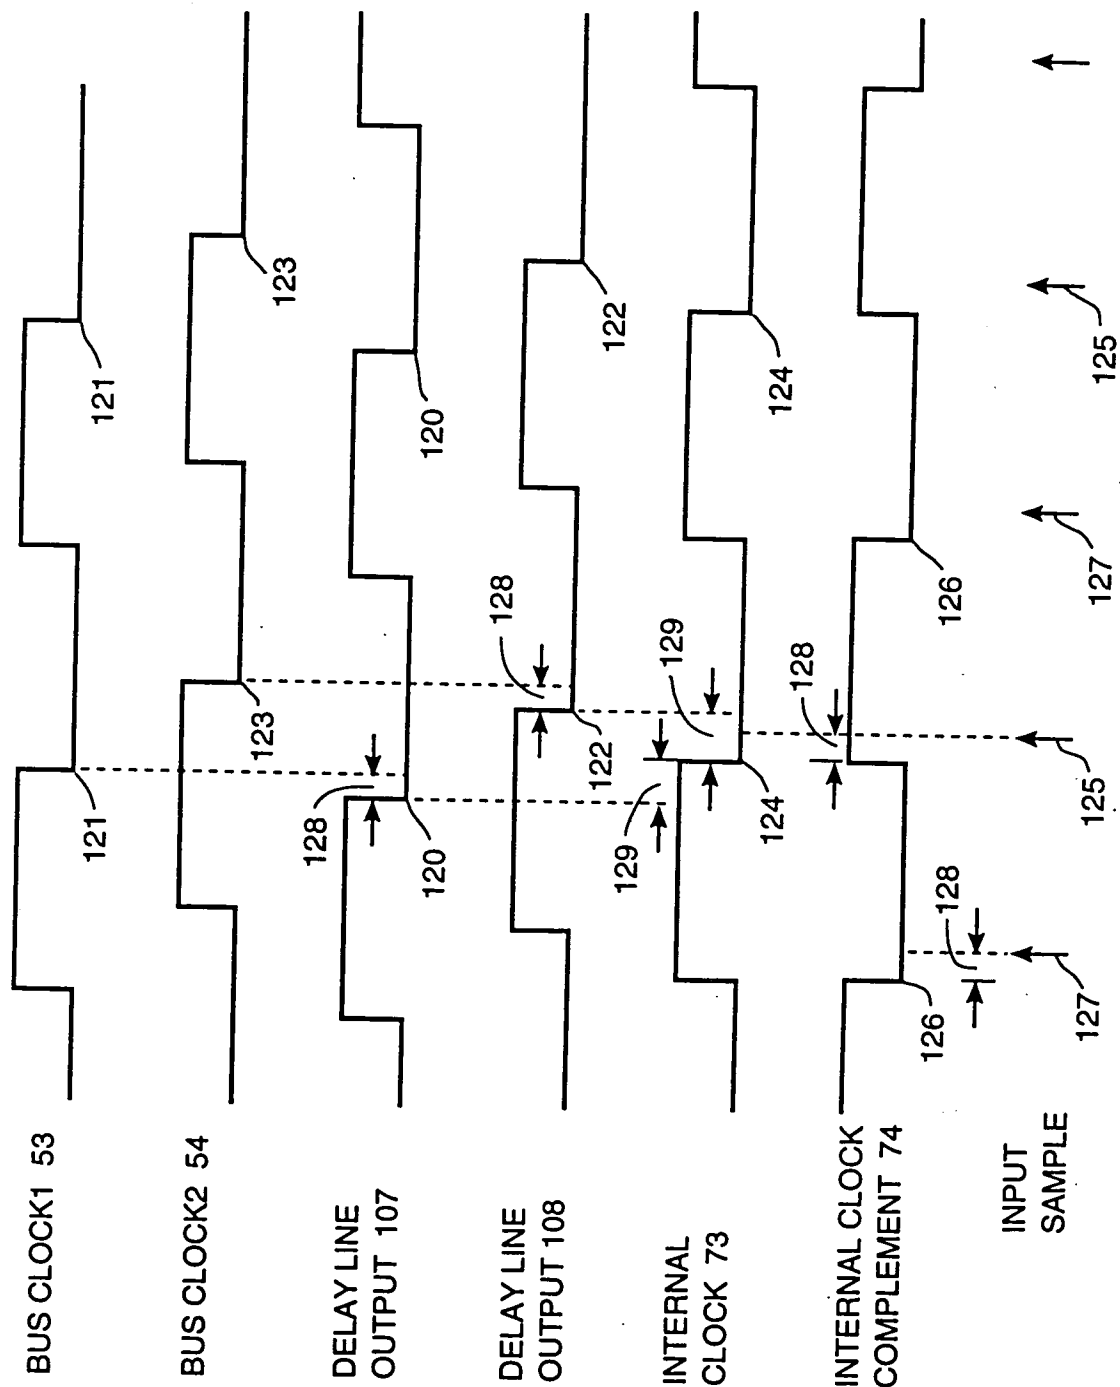 BUS CLOCK1 53
121
121
BUS CLOCK2 54
123
123
DELAY LINE
OUTPUT 107
128
120
120
DELAY LINE
OUTPUT 108
128
122
122
INTERNAL
CLOCK 73
129
129
124
124
INTERNAL CLOCK
COMPLEMENT 74
128
126
126
128
INPUT
SAMPLE
127
125
127
125